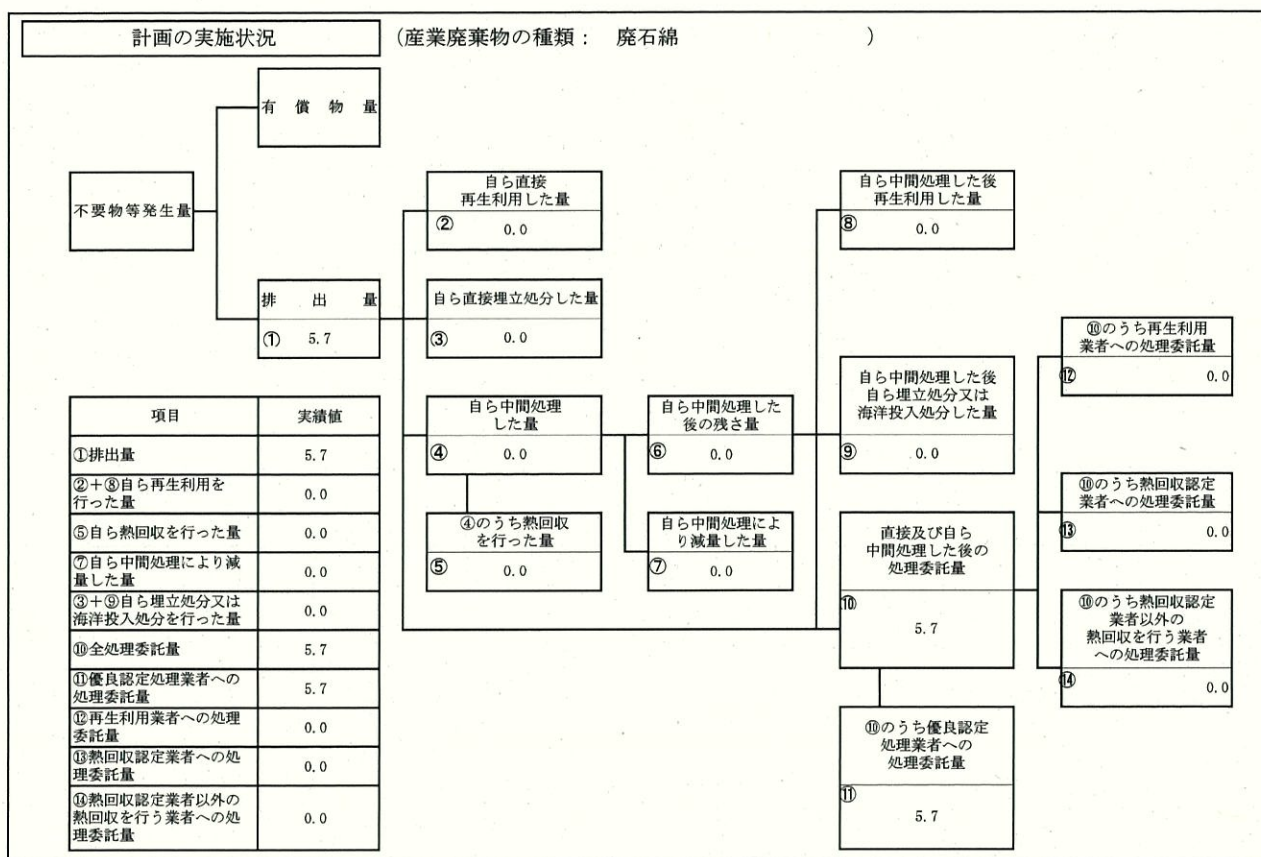 計画の実施状況
(産業廃棄物の種類： 廃石綿 )
有償物量
不要物等発生量
排出量
① 5.7
自ら直接
再生利用した量
② 0.0
自ら直接埋立処分した量
③ 0.0
自ら中間処理
した量
④ 0.0
④のうち熱回収
を行った量
⑤ 0.0
自ら中間処理した
後の残さ量
⑥ 0.0
自ら中間処理によ
り減量した量
⑦ 0.0
自ら中間処理した後
再生利用した量
⑧ 0.0
自ら中間処理した後
自ら埋立処分又は
海洋投入処分した量
⑨ 0.0
直接及び自ら
中間処理した後の
処理委託量
⑩ 5.7
⑩のうち優良認定
処理業者への
処理委託量
⑪ 5.7
⑩のうち再生利用
業者への処理委託量
⑫ 0.0
⑩のうち熱回収認定
業者への処理委託量
⑬ 0.0
⑩のうち熱回収認定
業者以外の
熱回収を行う業者
への処理委託量
⑭ 0.0
項目 実績値
①排出量 5.7
②＋⑧自ら再生利用を
行った量 0.0
⑤自ら熱回収を行った量 0.0
⑦自ら中間処理により減
量した量 0.0
③＋⑨自ら埋立処分又は
海洋投入処分を行った量 0.0
⑩全処理委託量 5.7
⑪優良認定処理業者への
処理委託量 5.7
⑫再生利用業者への処理
委託量 0.0
⑬熱回収認定業者への処
理委託量 0.0
⑭熱回収認定業者以外の
熱回収を行う業者への処
理委託量 0.0